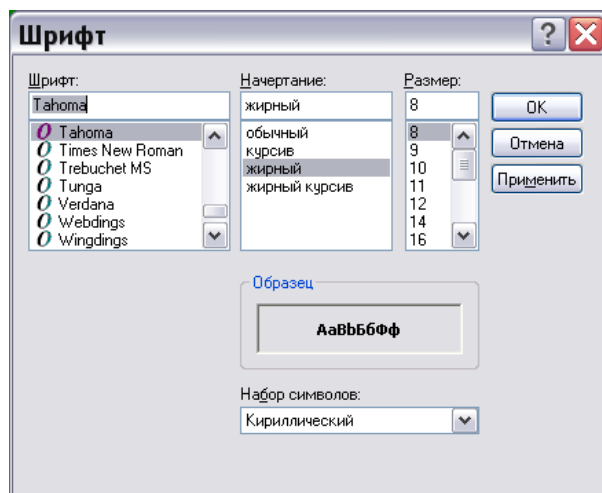 Шрифт
Шрифт:
Tahoma
Tahoma
Times New Roman
Trebuchet MS
Tunga
Verdana
Webdings
Wingdings
Начертание:
жирный
обычный
курсив
жирный
жирный курсив
Размер:
8
8
9
10
11
12
14
16
OK
Отмена
Применить
Образец
АаBbБбФф
Набор символов:
Кириллический